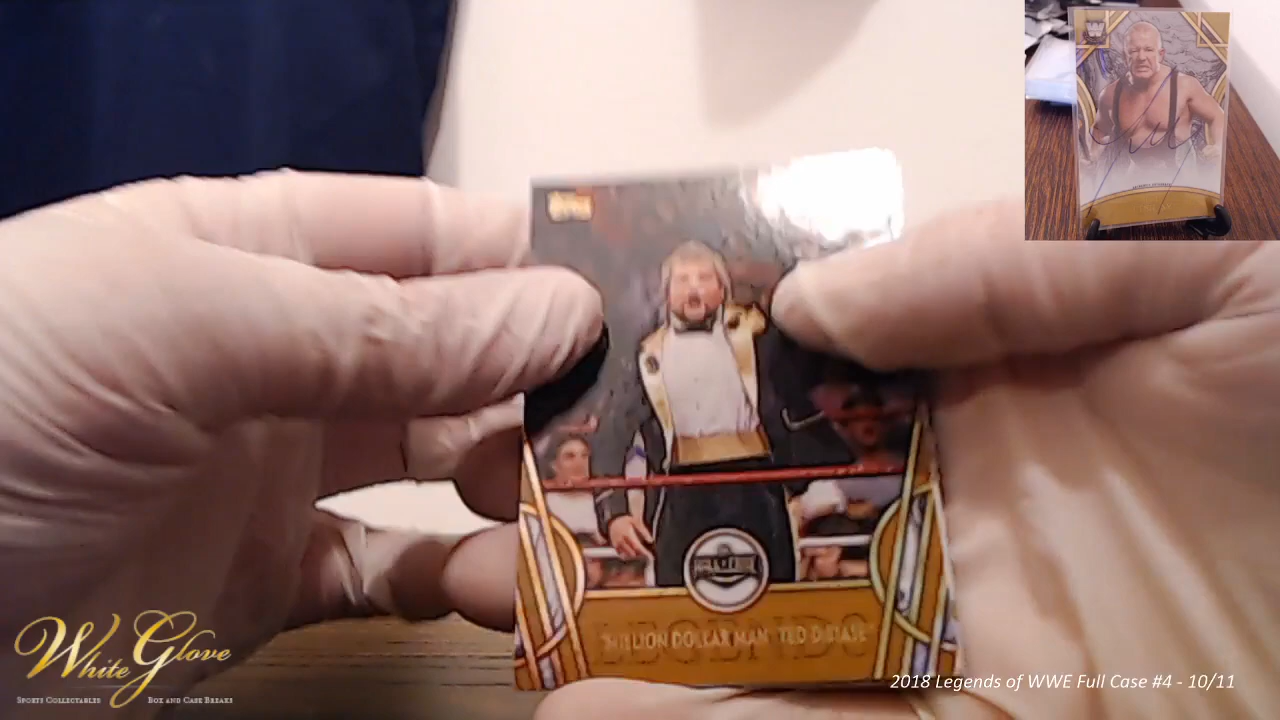 Topps
"MILLION DOLLAR MAN" TED DIBIASE
LEGENDS
White Glove
SPORTS COLLECTABLES BOX AND CASE BREAKS
2018 Legends of WWE Full Case #4 - 10/11